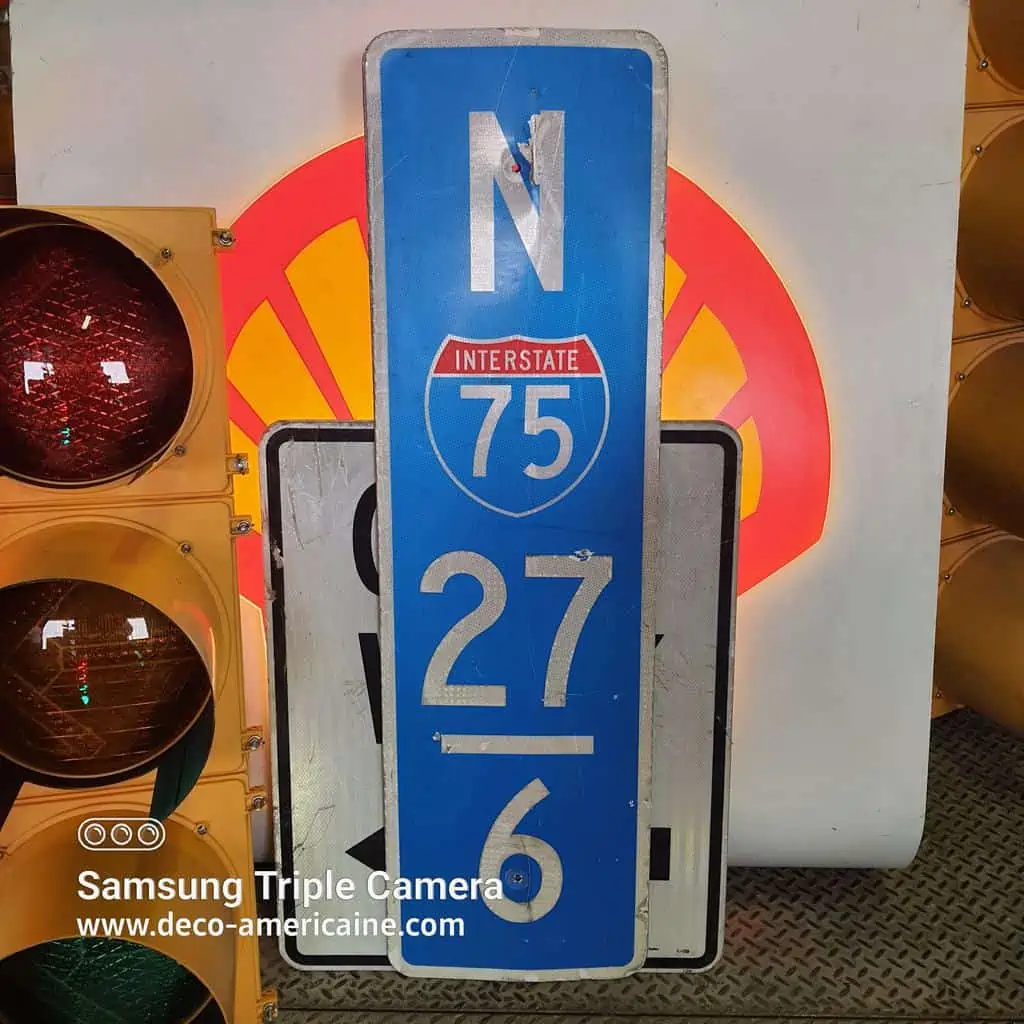 N
INTERSTATE
75
27
6
Samsung Triple Camera
www.deco-americaine.com